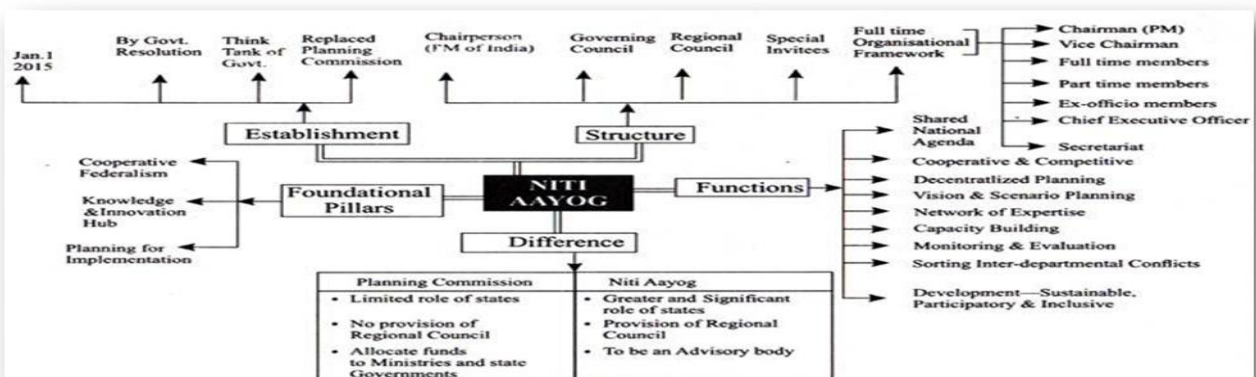 Jan.1
2015
By Govt.
Resolution
Think
Tank of
Govt.
Replaced
Planning
Commission
Chairperson
(PM of India)
Governing
Council
Regional
Council
Special
Invitees
Full time
Organisational
Framework
Chairman (PM)
Vice Chairman
Full time members
Part time members
Ex-officio members
Chief Executive Officer
Secretariat
Establishment
Structure
Cooperative
Federalism
Knowledge
&Innovation
Hub
Planning for
Implementation
Foundational
Pillars
NITI
AAYOG
Functions
Shared
National
Agenda
Cooperative & Competitive
Decentratlized Planning
Vision & Scenario Planning
Network of Expertise
Capacity Building
Monitoring & Evaluation
Sorting Inter-departmental Conflicts
Development—Sustainable,
Participatory & Inclusive
Difference
Planning Commission
• Limited role of states
• No provision of
Regional Council
• Allocate funds
to Ministries and state
Governments
Niti Aayog
• Greater and Significant
role of states
• Provision of Regional
Council
• To be an Advisory body